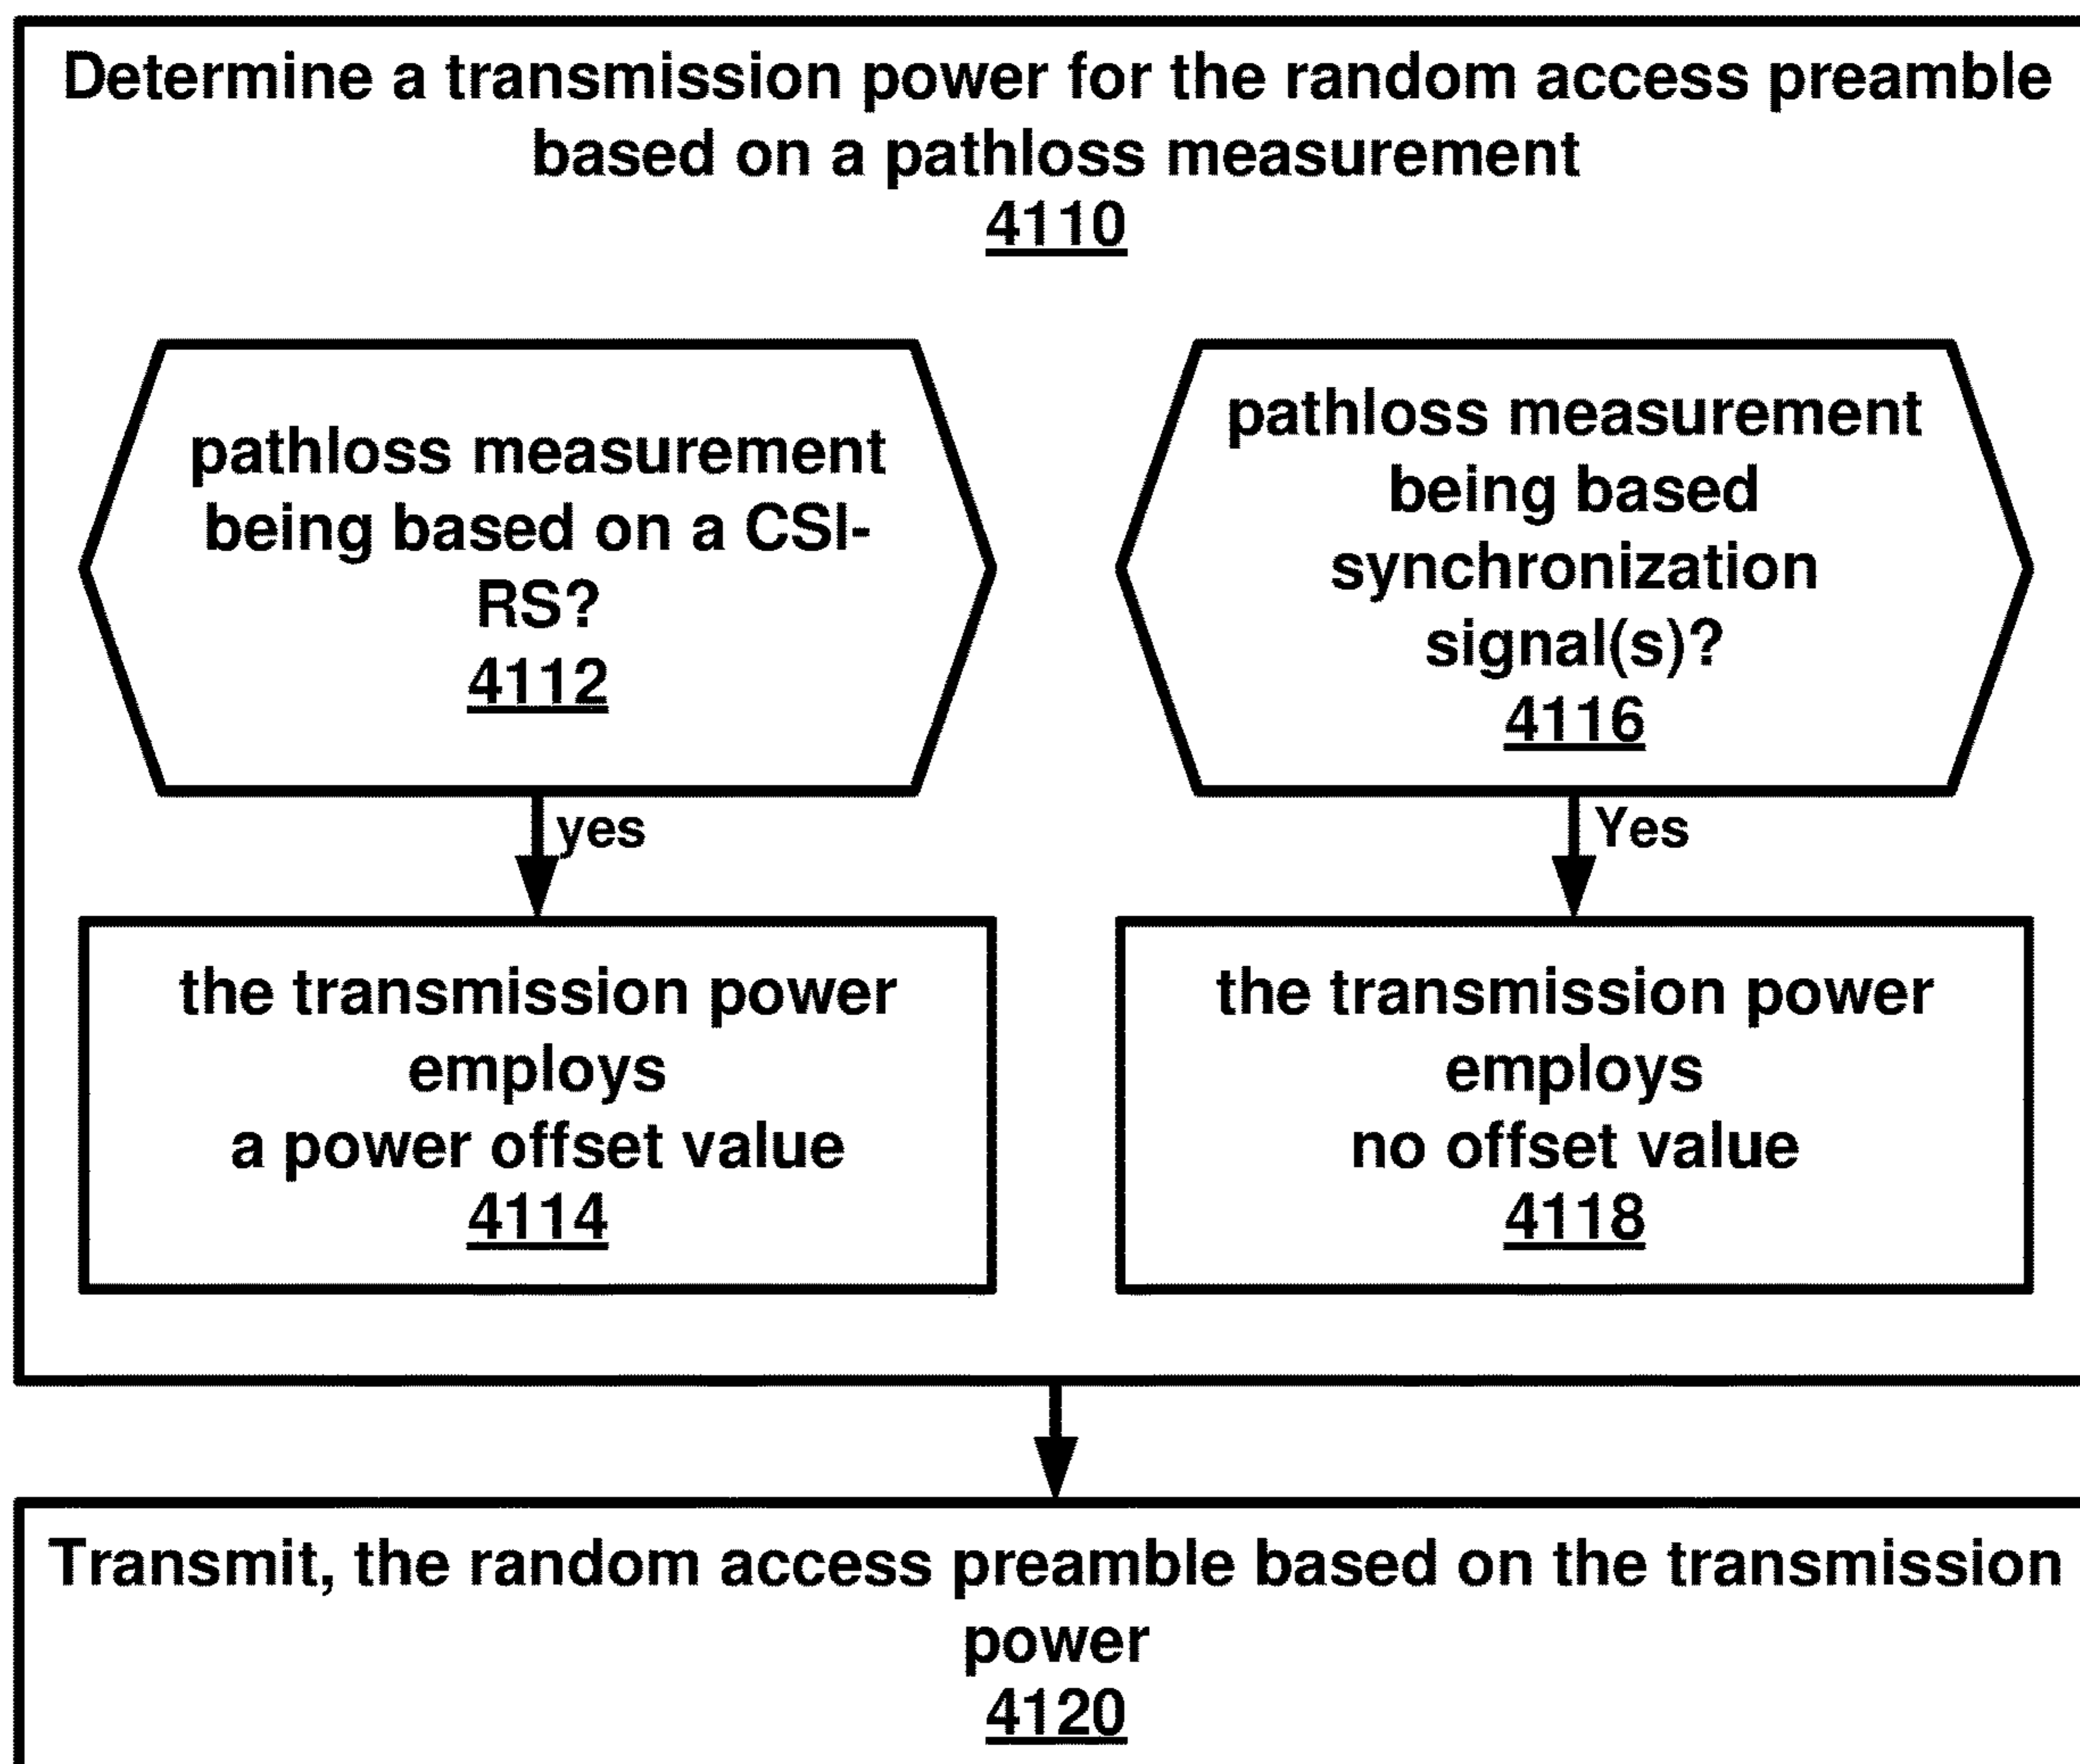 Determine a transmission power for the random access preamble
based on a pathloss measurement
4110
pathloss measurement
being based on a CSI-
RS?
4112
yes
the transmission power
employs
a power offset value
4114
pathloss measurement
being based
synchronization
signal(s)?
4116
Yes
the transmission power
employs
no offset value
4118
Transmit, the random access preamble based on the transmission
power
4120